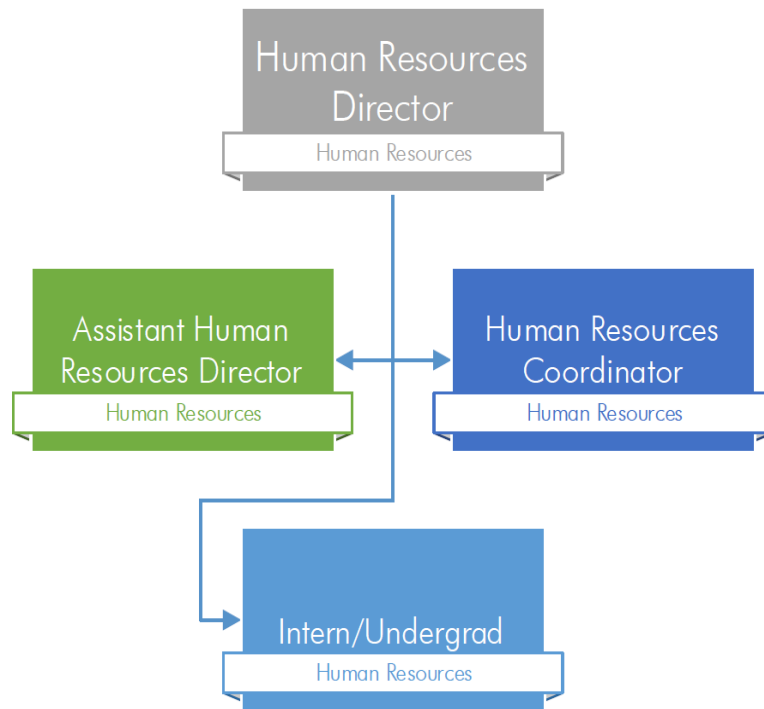 Human Resources
Director
Human Resources
Assistant Human
Resources Director
Human Resources
Human Resources
Coordinator
Human Resources
Intern/Undergrad
Human Resources